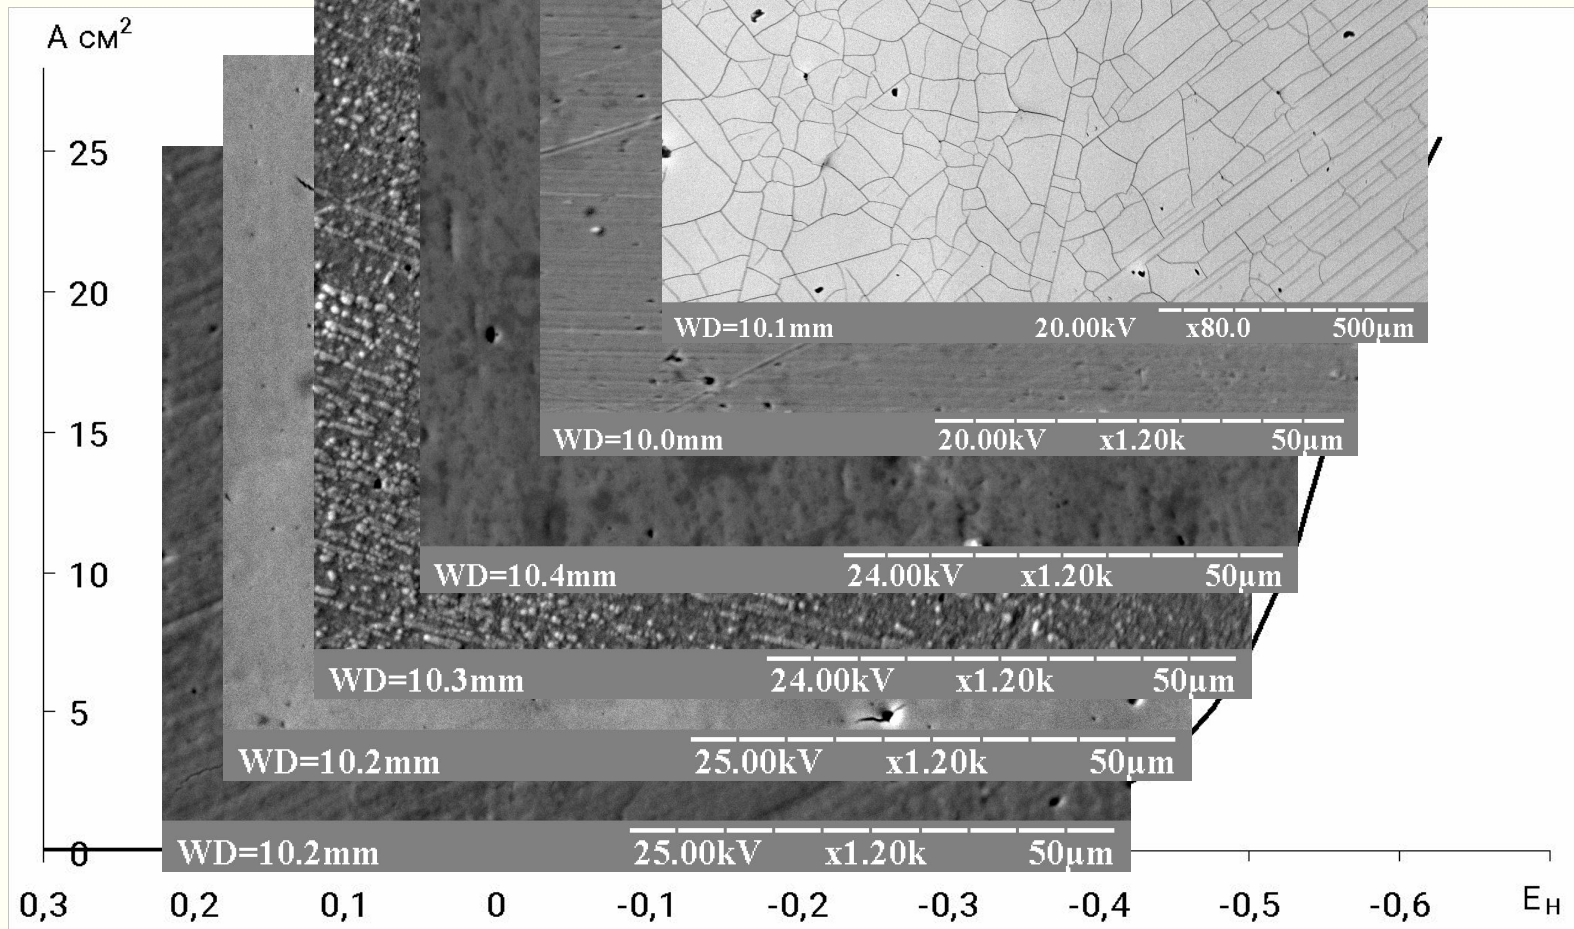 А см²
25
20
15
10
5
0
WD=10.1mm 20.00kV x80.0 500µm
WD=10.0mm 20.00kV x1.20k 50µm
WD=10.4mm 24.00kV x1.20k 50µm
WD=10.3mm 24.00kV x1.20k 50µm
WD=10.2mm 25.00kV x1.20k 50µm
WD=10.2mm 25.00kV x1.20k 50µm
0,3 0,2 0,1 0 -0,1 -0,2 -0,3 -0,4 -0,5 -0,6 Eн